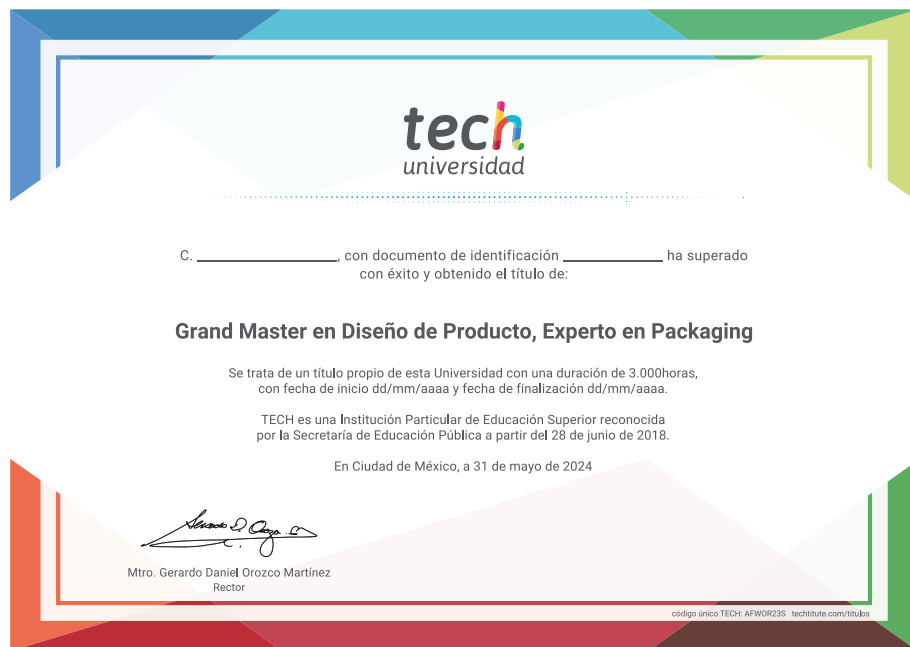 tech
universidad
C. ____________________, con documento de identificación ______________ ha superado
con éxito y obtenido el título de:
Grand Master en Diseño de Producto, Experto en Packaging
Se trata de un título propio de esta Universidad con una duración de 3.000horas,
con fecha de inicio dd/mm/aaaa y fecha de finalización dd/mm/aaaa.
TECH es una Institución Particular de Educación Superior reconocida
por la Secretaría de Educación Pública a partir del 28 de junio de 2018.
En Ciudad de México, a 31 de mayo de 2024
Mtro. Gerardo Daniel Orozco Martínez
Rector
código único TECH: AFWOR23S techtitute.com/titulos